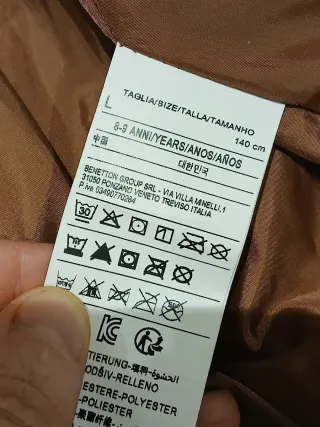 TAGLIA/SIZE/TALLA/TAMANHO
L 140 cm
8-9 ANNI/YEARS/ANOS/AÑOS
中国 대한민국
BENETTON GROUP SRL - VIA VILLA MINELLI,1
31050 PONZANO VENETO TREVISO ITALIA
P.iva 03490770264
30
TIERUNG-填料-الحشوة
ODŠIV-RELLENO
ESTERE-POLYESTER
-POLIESTER